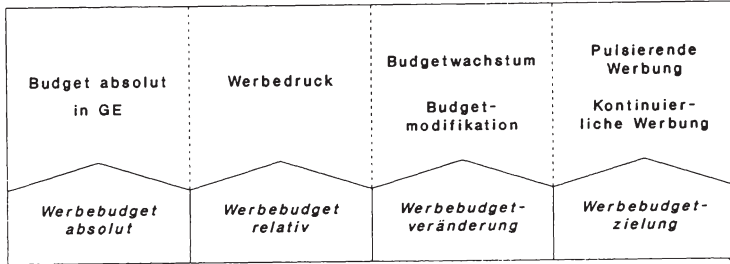 Budget absolut
in GE
Werbedruck
Budgetwachstum
Budget-
modifikation
Pulsierende
Werbung
Kontinuier-
liche Werbung
Werbebudget
absolut
Werbebudget
relativ
Werbebudget-
veränderung
Werbebudget-
zielung